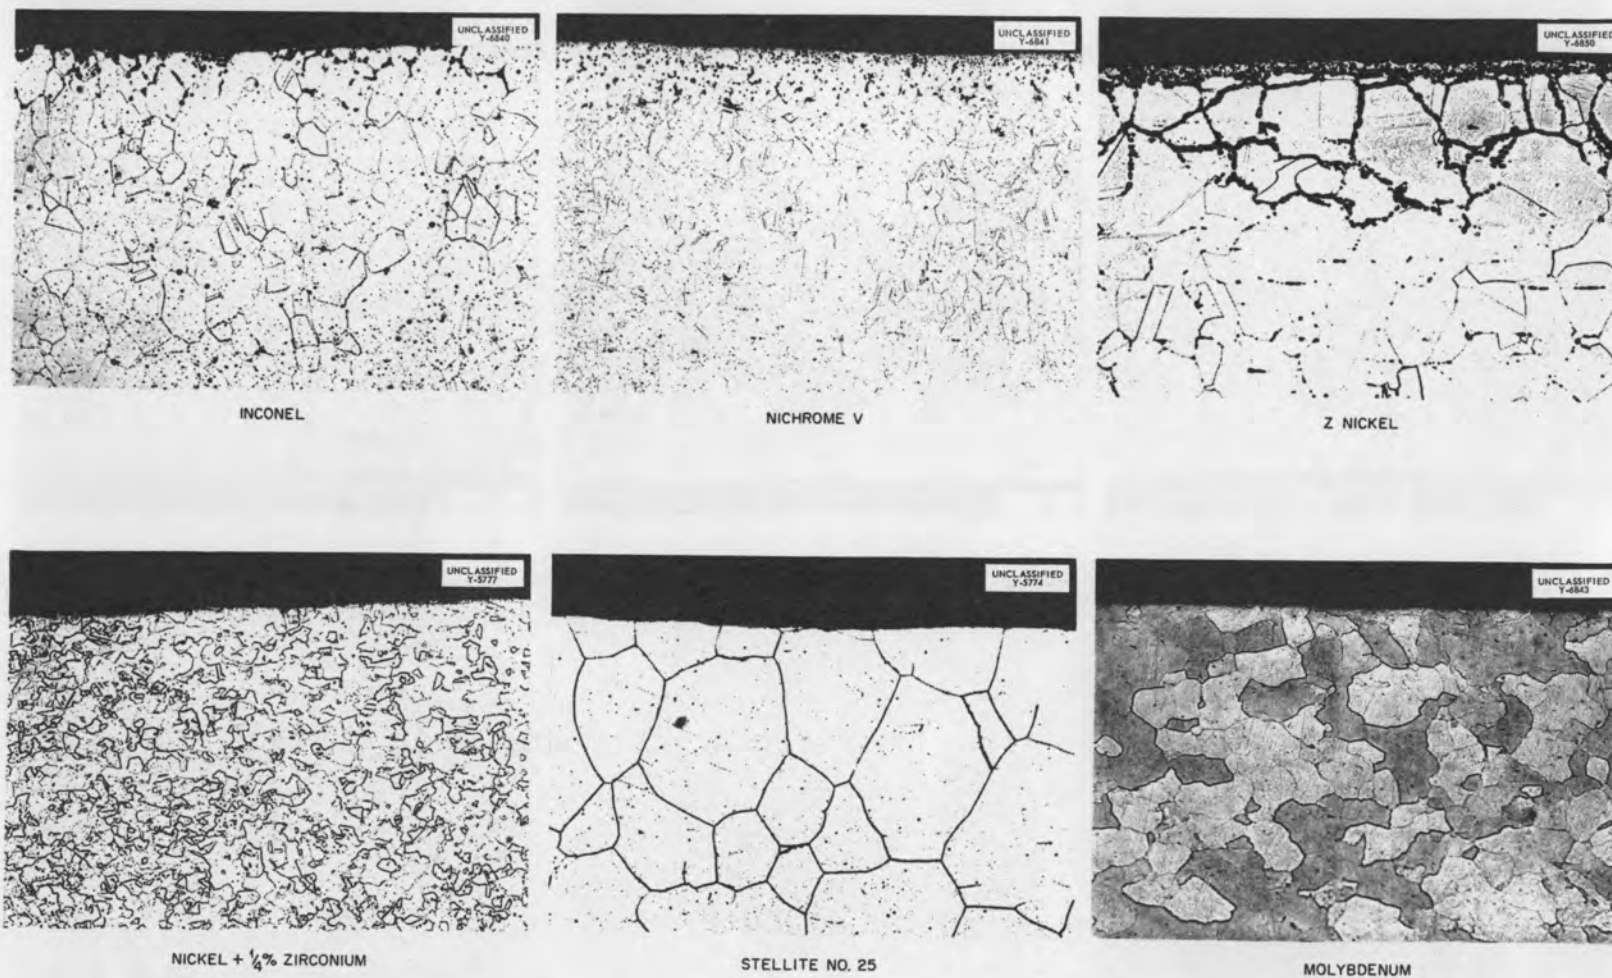 UNCLASSIFIED
Y-6840
UNCLASSIFIED
Y-6841
UNCLASSIFIED
Y-6850
INCONEL
NICHROME V
Z NICKEL
UNCLASSIFIED
Y-5777
UNCLASSIFIED
Y-5774
UNCLASSIFIED
Y-6843
NICKEL + ¼% ZIRCONIUM
STELLITE NO. 25
MOLYBDENUM